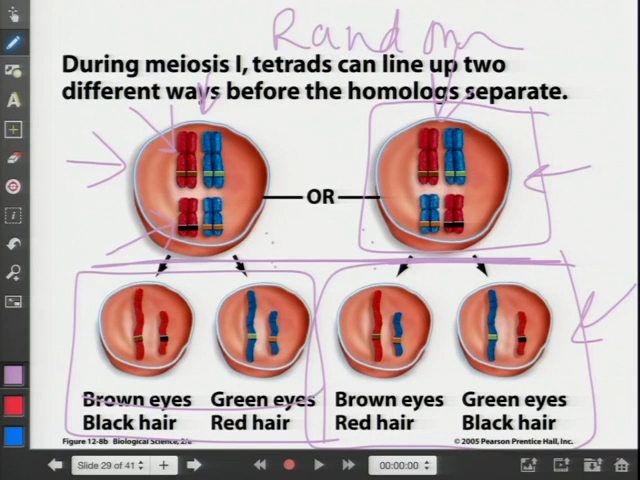 Random
During meiosis I, tetrads can line up two
different ways before the homologs separate.
OR
Brown eyes
Black hair
Green eyes
Red hair
Brown eyes
Red hair
Green eyes
Black hair
Figure 12-8b Biological Science, 2/e
© 2005 Pearson Prentice Hall, Inc.
Slide 29 of 41
00:00:00